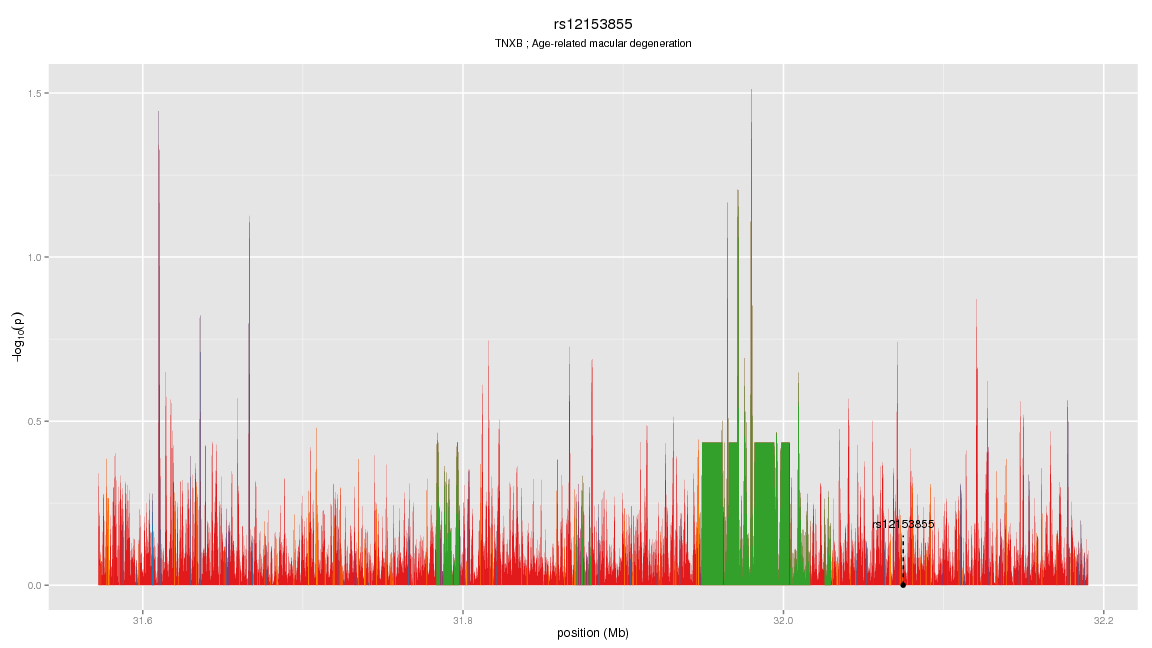 rs12153855
TNXB ; Age-related macular degeneration
1.5
1.0
0.5
0.0
−log10(p)
rs12153855
31.6
31.8
32.0
32.2
position (Mb)